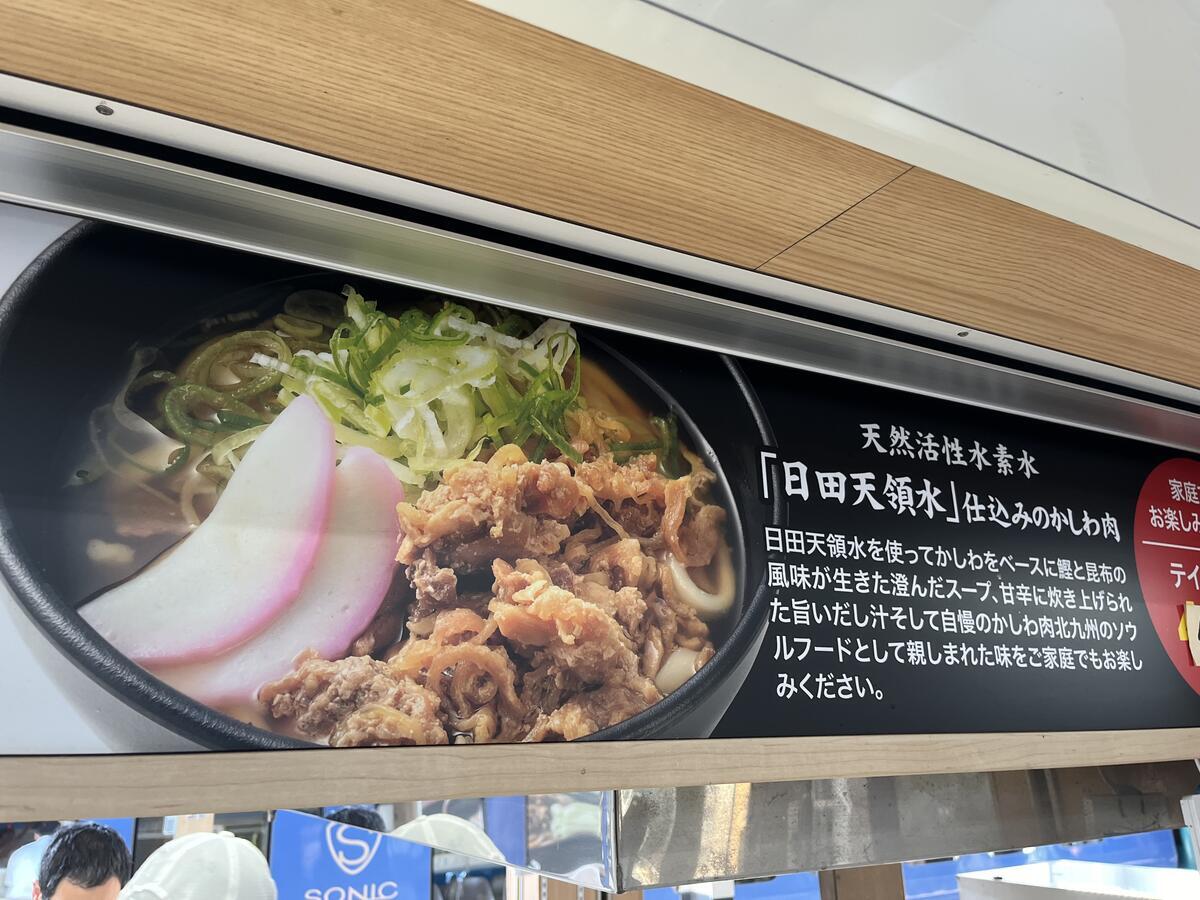 天然活性水素水
「日田天領水」仕込みのかしわ肉
日田天領水を使ってかしわをベースに鰹と昆布の
風味が生きた澄んだスープ、甘辛に炊き上げられ
た旨いだし汁そして自慢のかしわ肉北九州のソウ
ルフードとして親しまれた味をご家庭でもお楽し
みください。
家庭
お楽しみ
テイ
SONIC